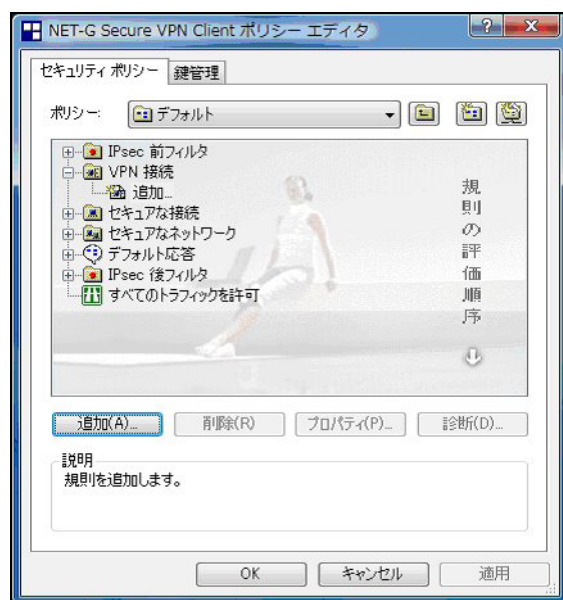 NET-G Secure VPN Client ポリシー エディタ
セキュリティ ポリシー 鍵管理
ポリシー: デフォルト
IPsec 前フィルタ
VPN 接続
追加...
セキュアな接続
セキュアなネットワーク
デフォルト応答
IPsec 後フィルタ
すべてのトラフィックを許可
規則の評価順序
追加(A)... 削除(R) プロパティ(P)... 診断(D)...
説明
規則を追加します。
OK キャンセル 適用